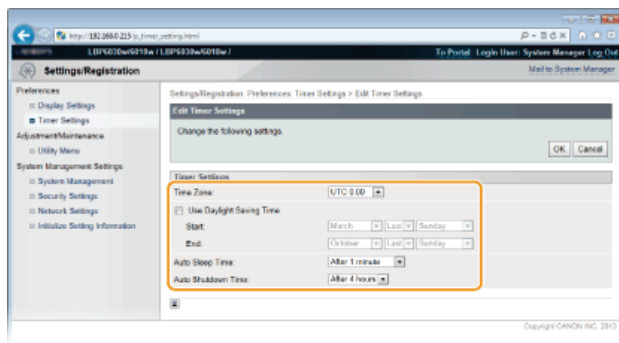 http://192.168.0.215/p_timer_setting.html
LBP6030w/6018w / LBP6030w/6018w /
To Portal Login User: System Manager Log Out
Settings/Registration
Mail to System Manager
Preferences
Display Settings
Timer Settings
Adjustment/Maintenance
Utility Menu
System Management Settings
System Management
Security Settings
Network Settings
Initialize Setting Information
Settings/Registration: Preferences: Timer Settings > Edit Timer Settings
Edit Timer Settings
Change the following settings.
OK Cancel
Timer Settings
Time Zone: UTC 0:00
Use Daylight Saving Time
Start: March Last Sunday
End: October Last Sunday
Auto Sleep Time: After 1 minute
Auto Shutdown Time: After 4 hours
Copyright CANON INC. 2013